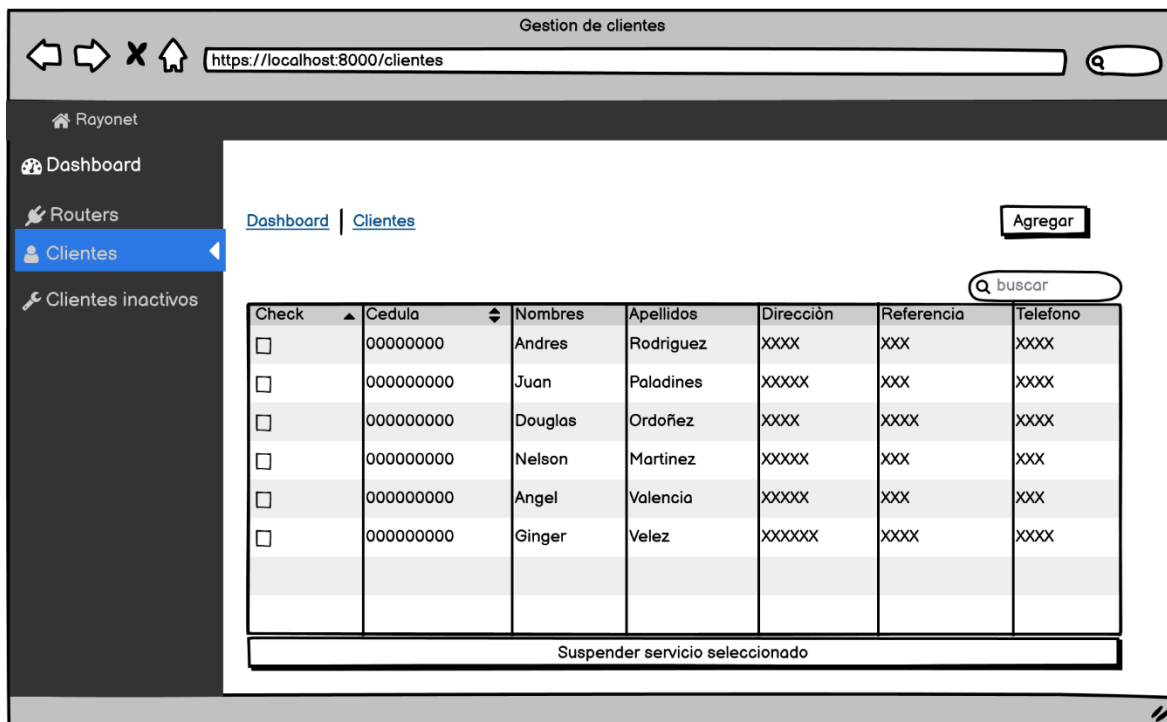 Gestion de clientes
https://localhost:8000/clientes
Rayonet
Dashboard
Routers
Clientes
Clientes inactivos
Dashboard Clientes
Agregar
buscar
Check Cedula Nombres Apellidos Direcciòn Referencia Telefono
00000000 Andres Rodriguez XXXX XXX XXXX
000000000 Juan Paladines XXXXX XXX XXXX
000000000 Douglas Ordoñez XXXX XXXX XXXX
000000000 Nelson Martinez XXXXX XXX XXX
000000000 Angel Valencia XXXXX XXX XXX
000000000 Ginger Velez XXXXXX XXXX XXXX
Suspender servicio seleccionado